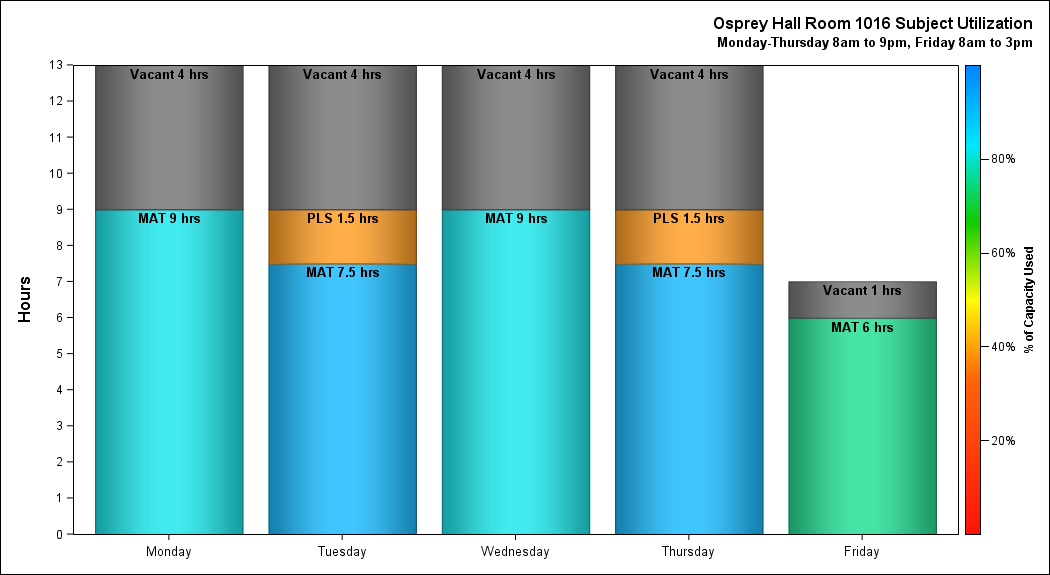 Osprey Hall Room 1016 Subject Utilization
Monday-Thursday 8am to 9pm, Friday 8am to 3pm
Hours
13
12
11
10
9
8
7
6
5
4
3
2
1
0
Vacant 4 hrs
MAT 9 hrs
Monday
Vacant 4 hrs
PLS 1.5 hrs
MAT 7.5 hrs
Tuesday
Vacant 4 hrs
MAT 9 hrs
Wednesday
Vacant 4 hrs
PLS 1.5 hrs
MAT 7.5 hrs
Thursday
Vacant 1 hrs
MAT 6 hrs
Friday
80%
60%
40%
20%
% of Capacity Used